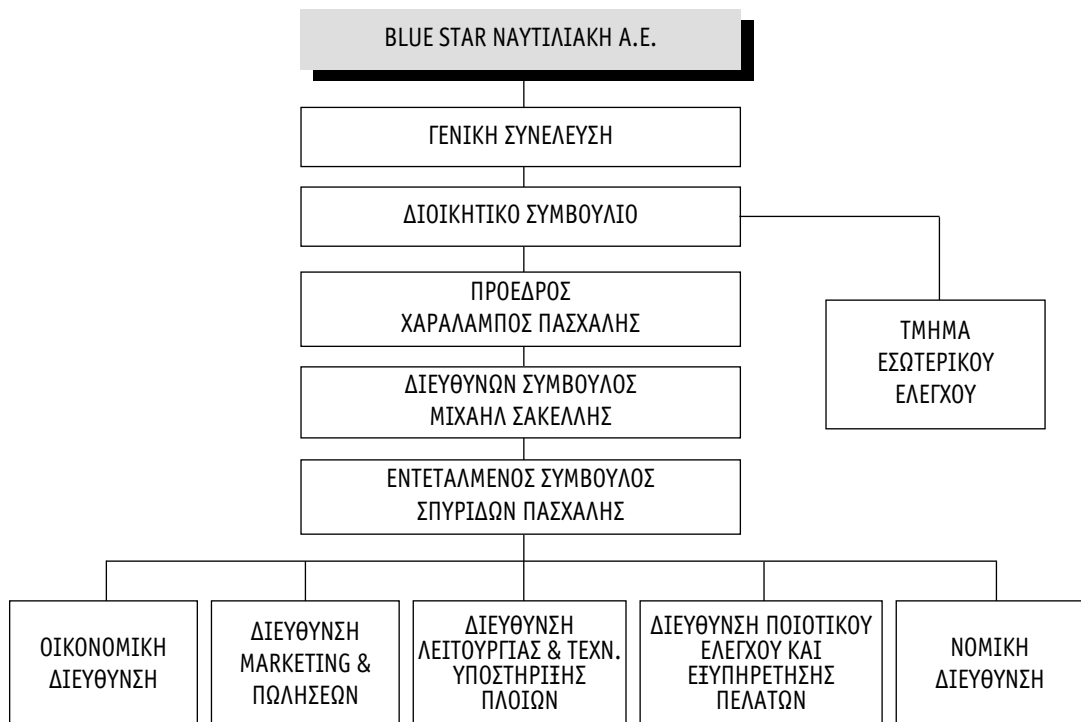 BLUE STAR ΝΑΥΤΙΛΙΑΚΗ Α.Ε.
ΓΕΝΙΚΗ ΣΥΝΕΛΕΥΣΗ
ΔΙΟΙΚΗΤΙΚΟ ΣΥΜΒΟΥΛΙΟ
ΠΡΟΕΔΡΟΣ
ΧΑΡΑΛΑΜΠΟΣ ΠΑΣΧΑΛΗΣ
ΤΜΗΜΑ
ΕΣΩΤΕΡΙΚΟΥ
ΕΛΕΓΧΟΥ
ΔΙΕΥΘΥΝΩΝ ΣΥΜΒΟΥΛΟΣ
ΜΙΧΑΗΛ ΣΑΚΕΛΛΗΣ
ΕΝΤΕΤΑΛΜΕΝΟΣ ΣΥΜΒΟΥΛΟΣ
ΣΠΥΡΙΔΩΝ ΠΑΣΧΑΛΗΣ
ΟΙΚΟΝΟΜΙΚΗ
ΔΙΕΥΘΥΝΣΗ
ΔΙΕΥΘΥΝΣΗ
MARKETING &
ΠΩΛΗΣΕΩΝ
ΔΙΕΥΘΥΝΣΗ
ΛΕΙΤΟΥΡΓΙΑΣ & ΤΕΧΝ.
ΥΠΟΣΤΗΡΙΞΗΣ
ΠΛΟΙΩΝ
ΔΙΕΥΘΥΝΣΗ ΠΟΙΟΤΙΚΟΥ
ΕΛΕΓΧΟΥ ΚΑΙ
ΕΞΥΠΗΡΕΤΗΣΗΣ
ΠΕΛΑΤΩΝ
ΝΟΜΙΚΗ
ΔΙΕΥΘΥΝΣΗ